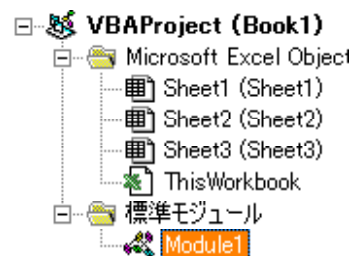 VBAProject (Book1)
Microsoft Excel Object
Sheet1 (Sheet1)
Sheet2 (Sheet2)
Sheet3 (Sheet3)
ThisWorkbook
標準モジュール
Module1